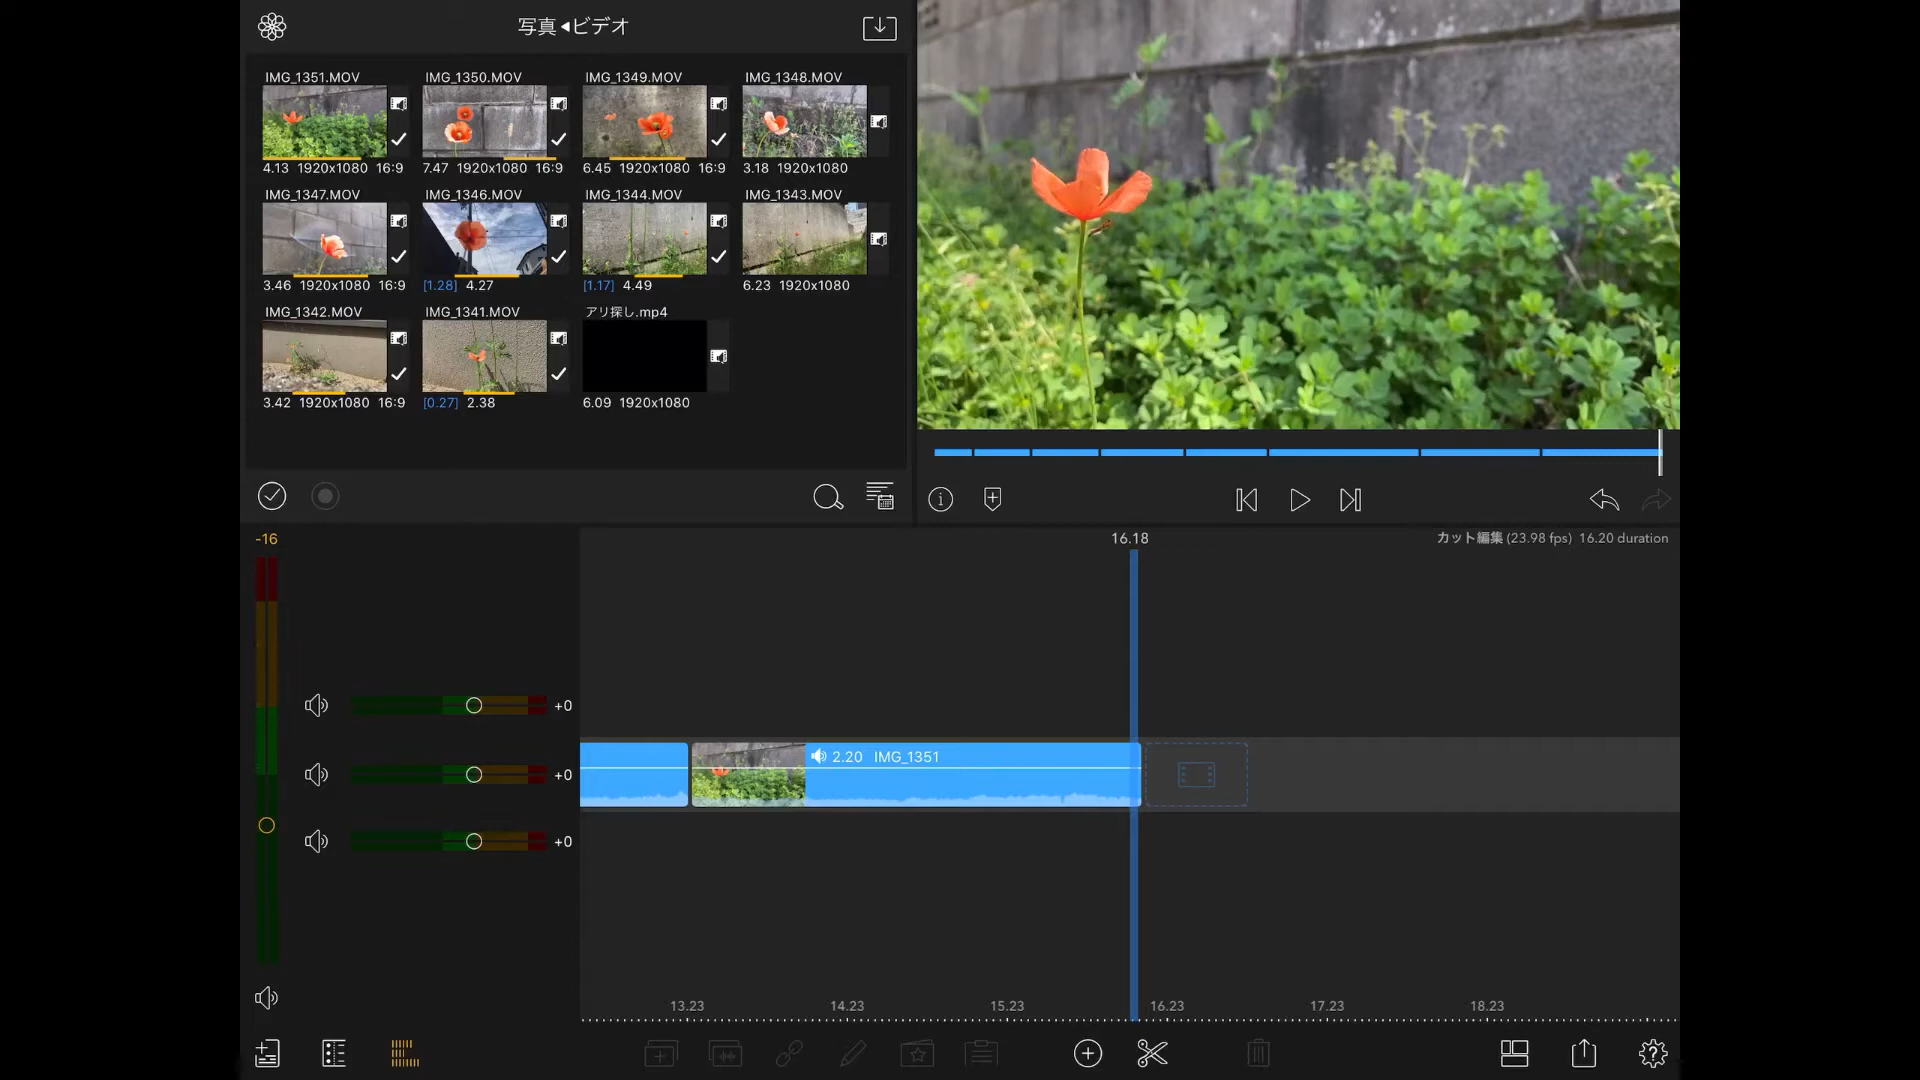 写真◀ビデオ
IMG_1351.MOV IMG_1350.MOV IMG_1349.MOV IMG_1348.MOV
4.13 1920x1080 16:9 7.47 1920x1080 16:9 6.45 1920x1080 16:9 3.18 1920x1080
IMG_1347.MOV IMG_1346.MOV IMG_1344.MOV IMG_1343.MOV
3.46 1920x1080 16:9 [1.28] 4.27 [1.17] 4.49 6.23 1920x1080
IMG_1342.MOV IMG_1341.MOV アリ探し.mp4
3.42 1920x1080 16:9 [0.27] 2.38 6.09 1920x1080
-16
16.18
カット編集 (23.98 fps) 16.20 duration
+0
2.20 IMG_1351
+0
+0
13.23 14.23 15.23 16.23 17.23 18.23